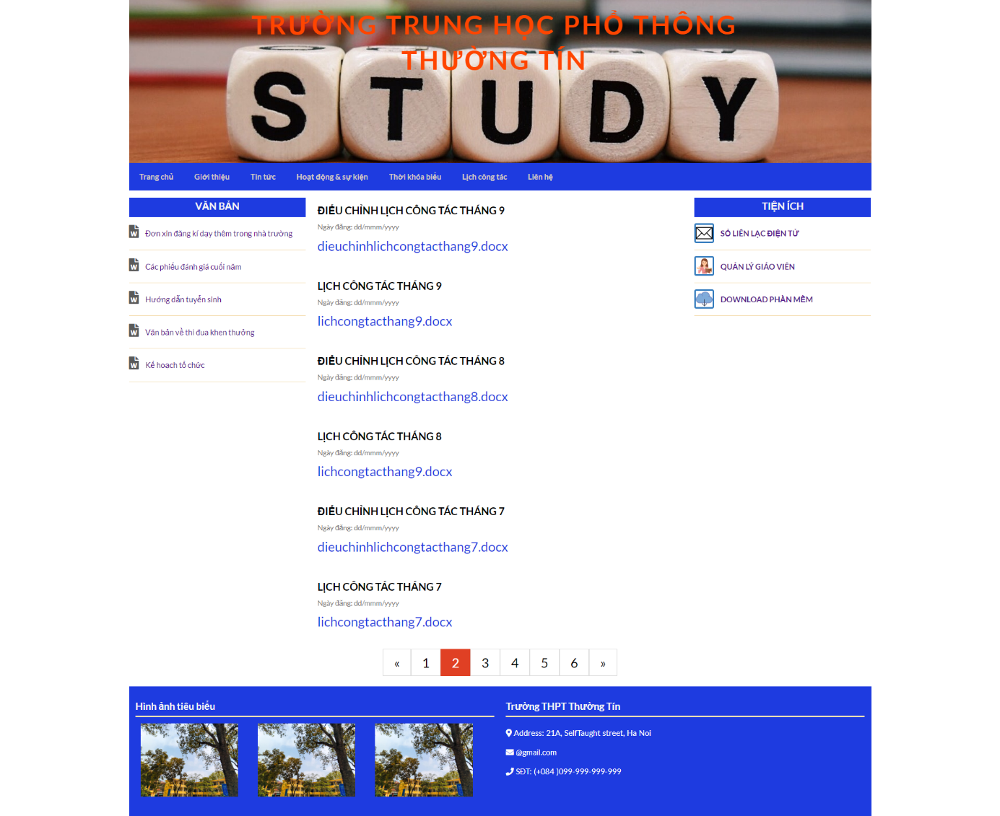 TRƯỜNG TRUNG HỌC PHỔ THÔNG
THƯỜNG TÍN
STUDY
Trang chủ Giới thiệu Tin tức Hoạt động & sự kiện Thời khóa biểu Lịch công tác Liên hệ
VĂN BẢN
Đơn xin đăng kí dạy thêm trong nhà trường
Các phiếu đánh giá cuối năm
Hướng dẫn tuyển sinh
Văn bản về thi đua khen thưởng
Kế hoạch tổ chức
ĐIỀU CHỈNH LỊCH CÔNG TÁC THÁNG 9
Ngày đăng: dd/mmm/yyyy
dieuchinhlichcongtacthang9.docx
LỊCH CÔNG TÁC THÁNG 9
Ngày đăng: dd/mmm/yyyy
lichcongtacthang9.docx
ĐIỀU CHỈNH LỊCH CÔNG TÁC THÁNG 8
Ngày đăng: dd/mmm/yyyy
dieuchinhlichcongtacthang8.docx
LỊCH CÔNG TÁC THÁNG 8
Ngày đăng: dd/mmm/yyyy
lichcongtacthang9.docx
ĐIỀU CHỈNH LỊCH CÔNG TÁC THÁNG 7
Ngày đăng: dd/mmm/yyyy
dieuchinhlichcongtacthang7.docx
LỊCH CÔNG TÁC THÁNG 7
Ngày đăng: dd/mmm/yyyy
lichcongtacthang7.docx
TIỆN ÍCH
SỔ LIÊN LẠC ĐIỆN TỬ
QUẢN LÝ GIÁO VIÊN
DOWNLOAD PHẦN MỀM
« 1 2 3 4 5 6 »
Hình ảnh tiêu biểu
Trường THPT Thường Tín
Address: 21A, SelfTaught street, Ha Noi
@gmail.com
SĐT: (+084 )099-999-999-999